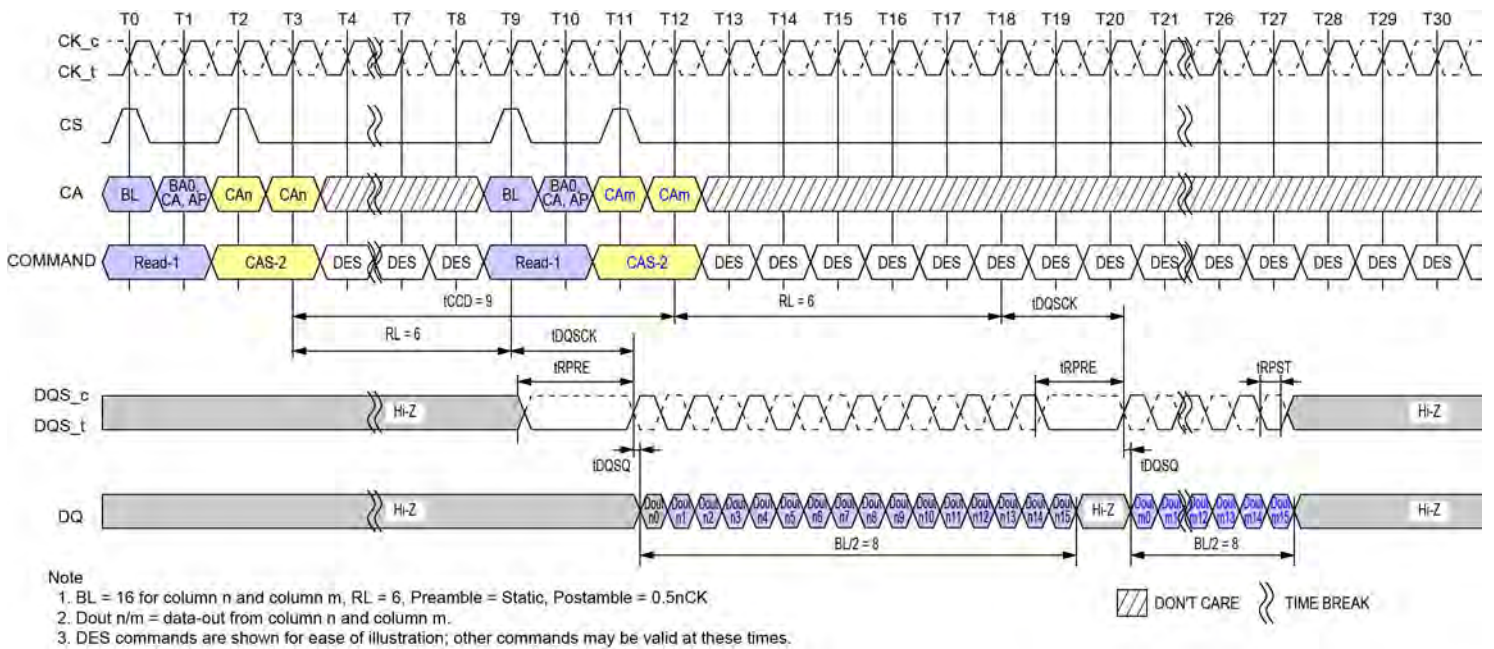 T0 T1 T2 T3 T4 T7 T8 T9 T10 T11 T12 T13 T14 T15 T16 T17 T18 T19 T20 T21 T26 T27 T28 T29 T30
CK_c
CK_t
CS
CA BL BA0, CA, AP CAn CAn BL BA0, CA, AP CAm CAm
COMMAND Read-1 CAS-2 DES DES DES Read-1 CAS-2 DES DES DES DES DES DES DES DES DES DES DES DES DES DES
tCCD = 9 RL = 6 tDQSCK
RL = 6 tDQSCK
tRPRE tRPRE tRPST
DQS_c
DQS_t
Hi-Z Hi-Z
tDQSQ tDQSQ
DQ Hi-Z Dout n0 Dout n1 Dout n2 Dout n3 Dout n4 Dout n5 Dout n6 Dout n7 Dout n8 Dout n9 Dout n10 Dout n11 Dout n12 Dout n13 Dout n14 Dout n15 Hi-Z Dout m0 Dout m1 Dout m12 Dout m13 Dout m14 Dout m15 Hi-Z
BL/2 = 8 BL/2 = 8
Note
1. BL = 16 for column n and column m, RL = 6, Preamble = Static, Postamble = 0.5nCK
2. Dout n/m = data-out from column n and column m.
3. DES commands are shown for ease of illustration; other commands may be valid at these times.
DON'T CARE TIME BREAK